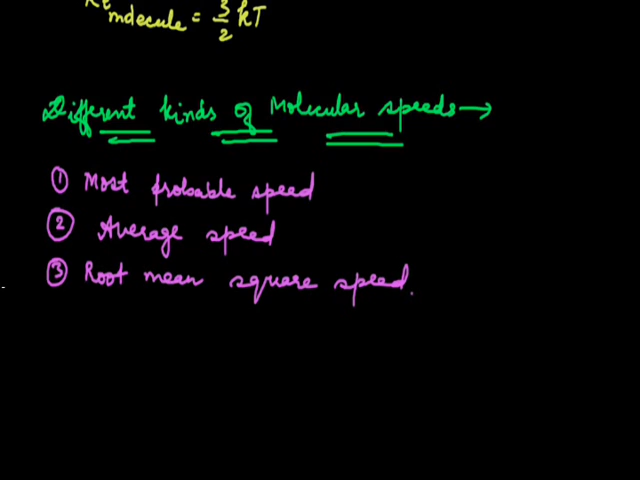 KE molecule = 3/2 kT
Different kinds of Molecular speeds →
① Most probable speed
② Average speed
③ Root mean square speed.